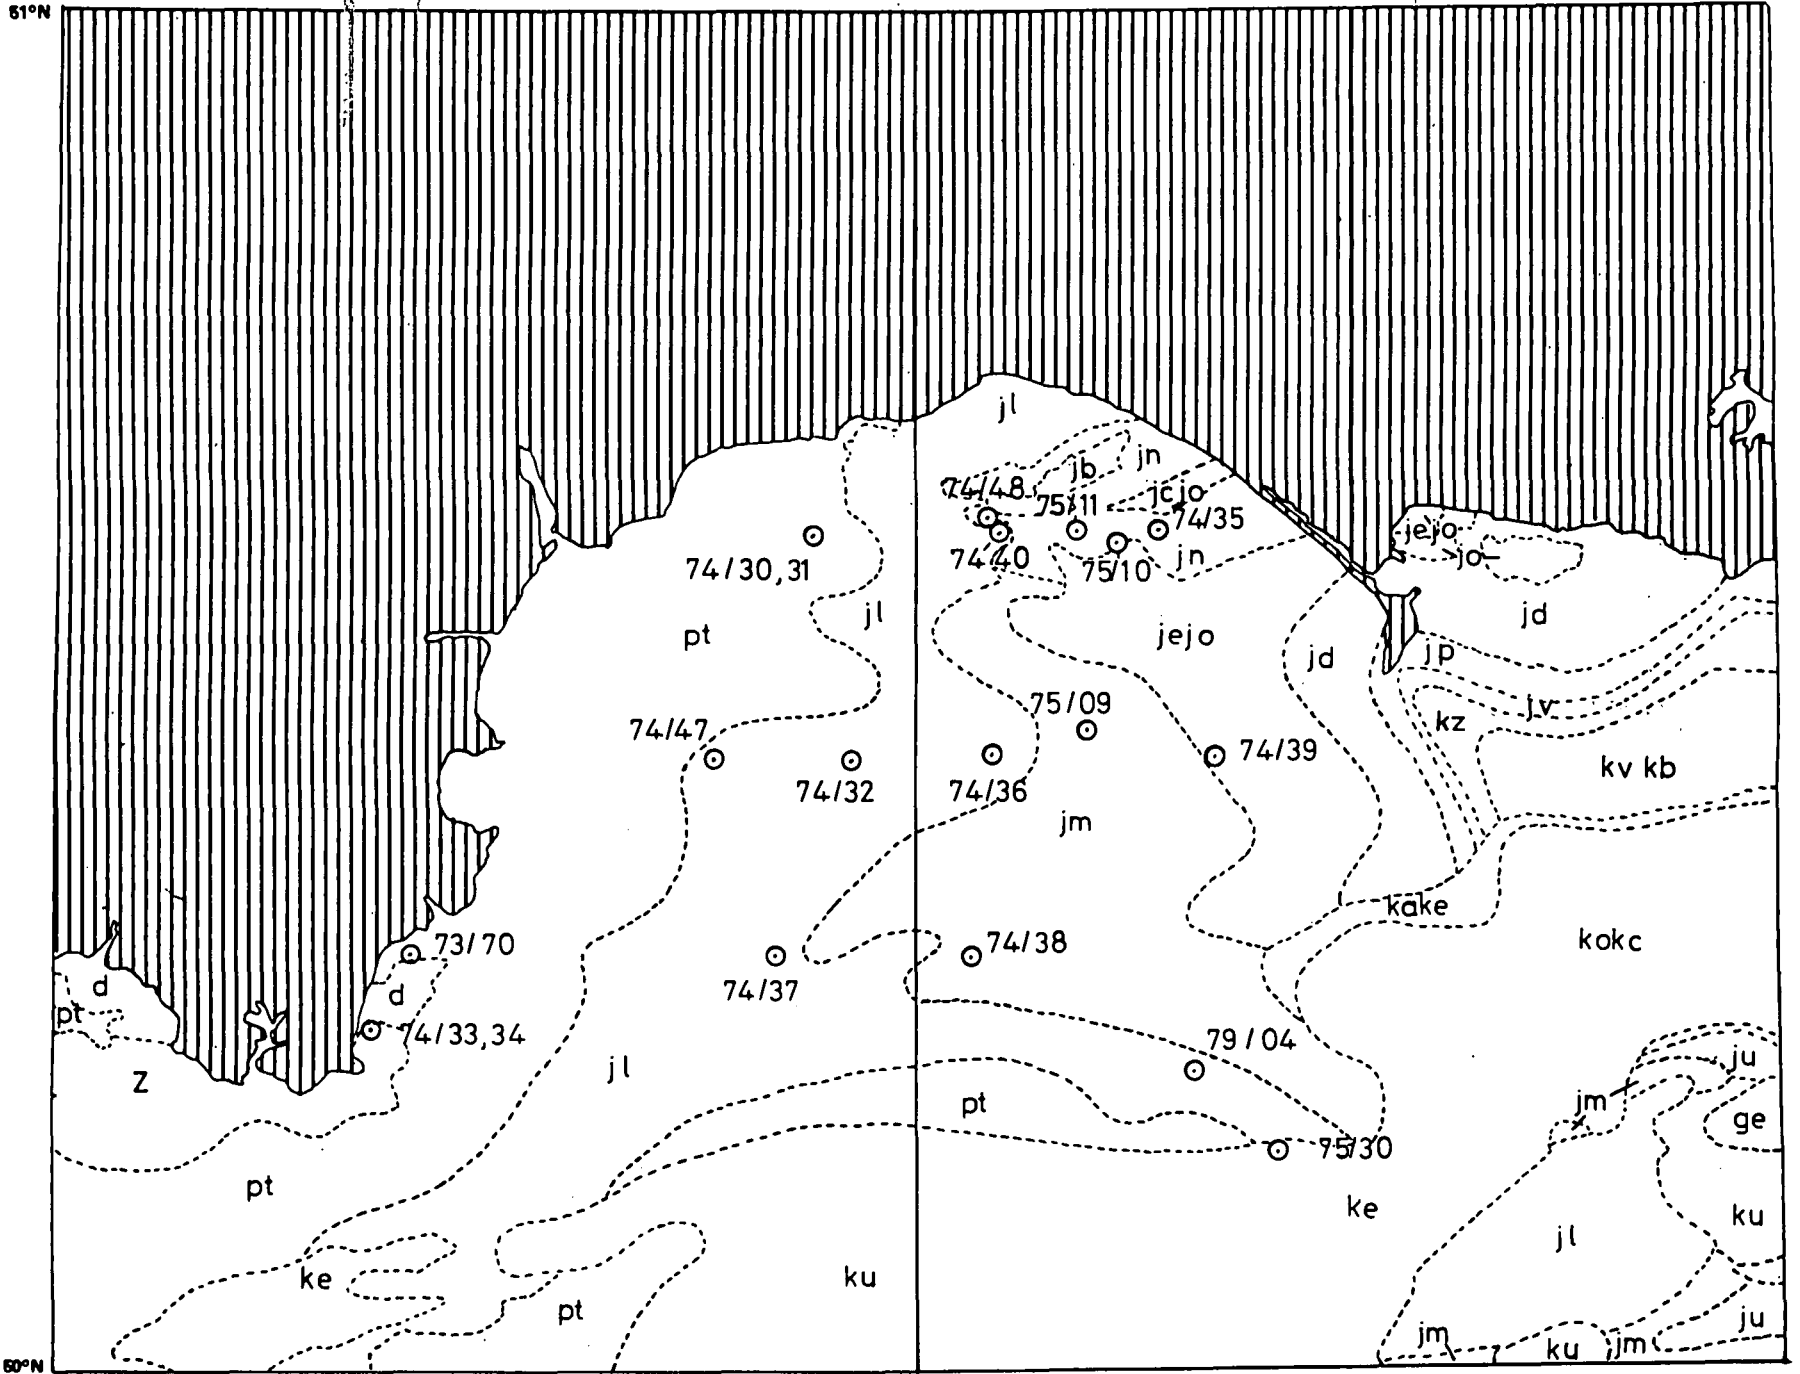 51°N
jl
jb
jn
74/48
75/11
jcjo
74/35
jejo
jo
74/30,31
74/40
75/10
jn
jl
jd
pt
jejo
jd
jp
75/09
74/47
jv
kz
74/39
kv kb
74/32
74/36
jm
kake
73/70
74/38
kokc
d
d
74/37
pt
74/33,34
79/04
jl
ju
z
pt
jm
ge
75/30
pt
ke
ku
jl
ke
ku
pt
ju
jm
ku
jm
60°N